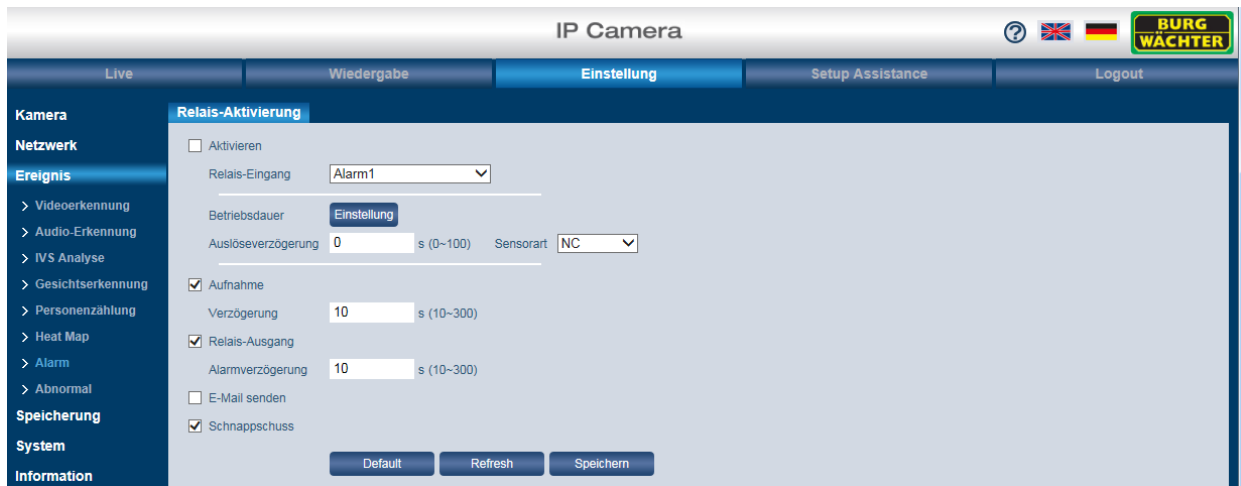 IP Camera
?
BURG
WÄCHTER
Live Wiedergabe Einstellung Setup Assistance Logout
Kamera
Netzwerk
Ereignis
> Videoerkennung
> Audio-Erkennung
> IVS Analyse
> Gesichtserkennung
> Personenzählung
> Heat Map
> Alarm
> Abnormal
Speicherung
System
Information
Relais-Aktivierung
Aktivieren
Relais-Eingang Alarm1
Betriebsdauer Einstellung
Auslöseverzögerung 0 s (0~100) Sensorart NC
Aufnahme
Verzögerung 10 s (10~300)
Relais-Ausgang
Alarmverzögerung 10 s (10~300)
E-Mail senden
Schnappschuss
Default Refresh Speichern